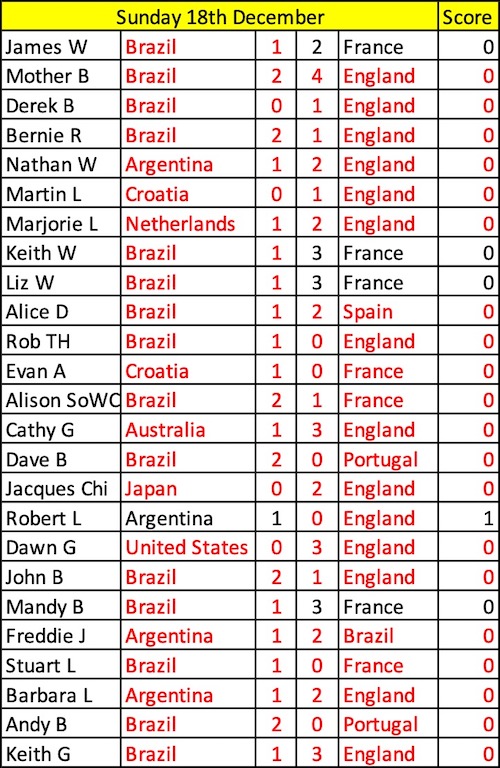 Sunday 18th December Score
James W Brazil 1 2 France 0
Mother B Brazil 2 4 England 0
Derek B Brazil 0 1 England 0
Bernie R Brazil 2 1 England 0
Nathan W Argentina 1 2 England 0
Martin L Croatia 0 1 England 0
Marjorie L Netherlands 1 2 England 0
Keith W Brazil 1 3 France 0
Liz W Brazil 1 3 France 0
Alice D Brazil 1 2 Spain 0
Rob TH Brazil 1 0 England 0
Evan A Croatia 1 0 France 0
Alison SoWC Brazil 2 1 France 0
Cathy G Australia 1 3 England 0
Dave B Brazil 2 0 Portugal 0
Jacques Chi Japan 0 2 England 0
Robert L Argentina 1 0 England 1
Dawn G United States 0 3 England 0
John B Brazil 2 1 England 0
Mandy B Brazil 1 3 France 0
Freddie J Argentina 1 2 Brazil 0
Stuart L Brazil 1 0 France 0
Barbara L Argentina 1 2 England 0
Andy B Brazil 2 0 Portugal 0
Keith G Brazil 1 3 England 0